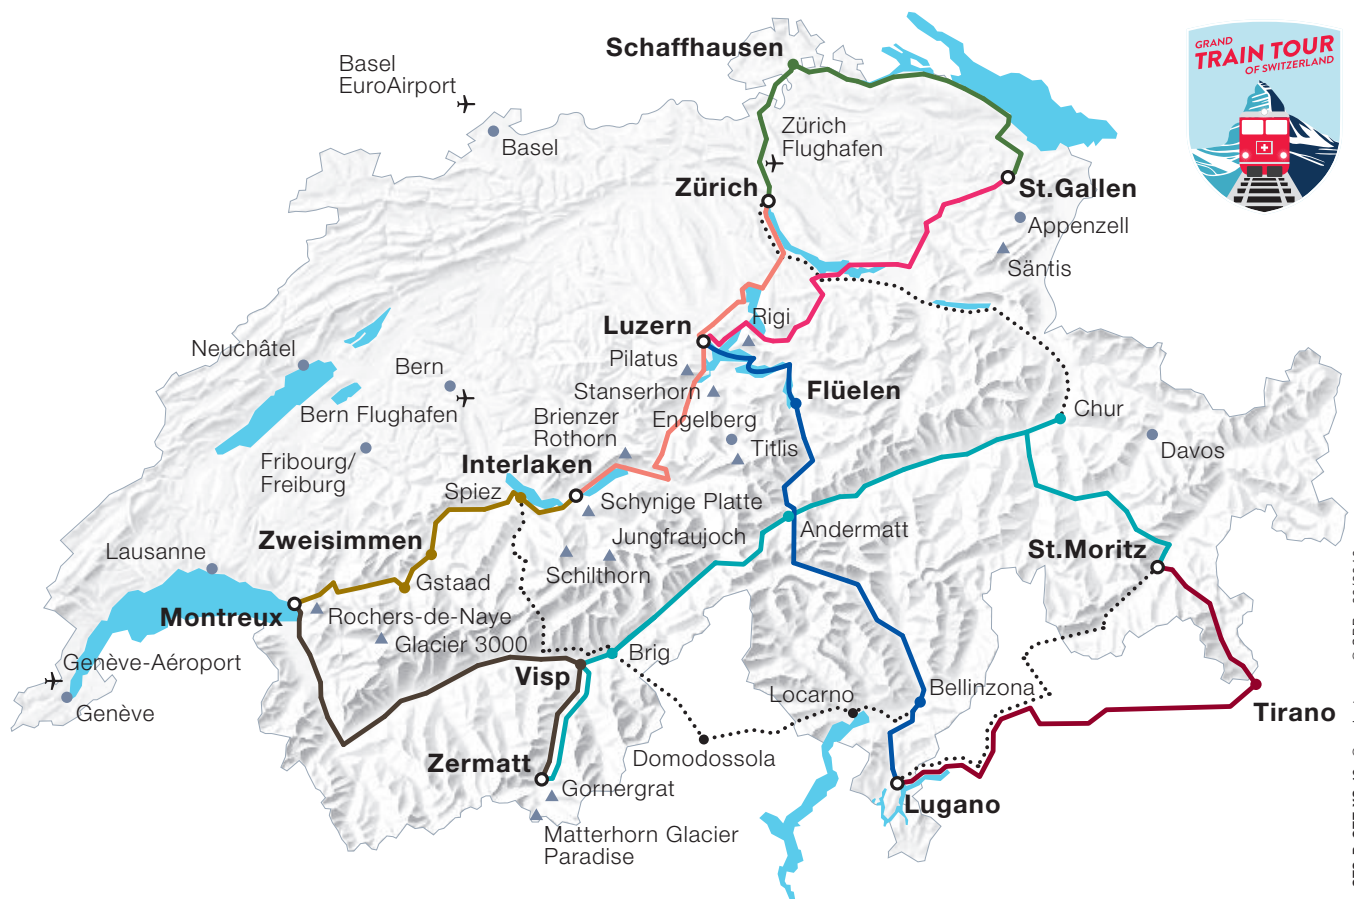 GRAND
TRAIN TOUR
OF SWITZERLAND
Schaffhausen
Basel
EuroAirport
Basel
Zürich
Flughafen
Zürich
St.Gallen
Appenzell
Säntis
Luzern
Rigi
Pilatus
Stanserhorn
Neuchâtel
Bern
Bern Flughafen
Flüelen
Engelberg
Brienzer
Rothorn
Titlis
Chur
Davos
Fribourg/
Freiburg
Interlaken
Spiez
Schynige Platte
Jungfraujoch
Andermatt
Zweisimmen
Lausanne
Schilthorn
St.Moritz
Gstaad
Montreux
Rochers-de-Naye
Glacier 3000
Brig
Genève-Aéroport
Genève
Visp
Locarno
Bellinzona
Tirano
Domodossola
Zermatt
Gornergrat
Lugano
Matterhorn Glacier
Paradise